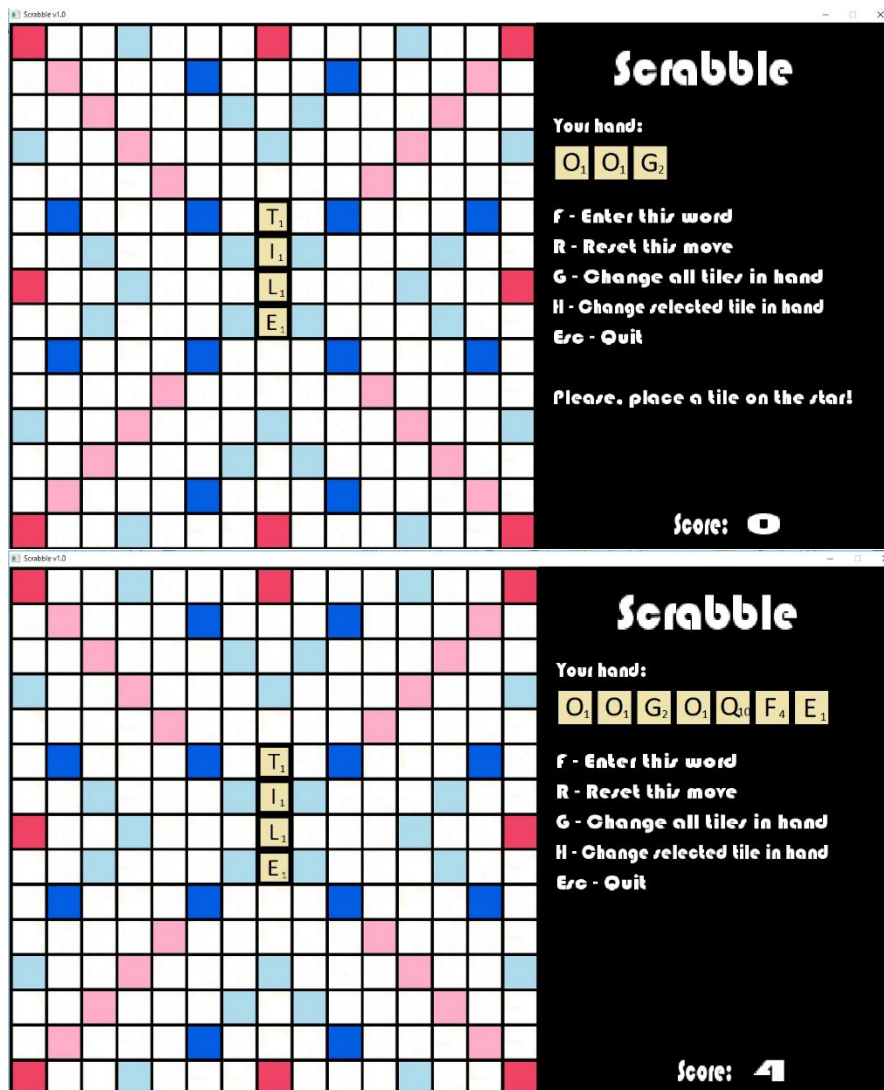 Scrabble v1.0
Scrabble
Your hand:
O1 O1 G2
F - Enter this word
T1
R - Reset this move
I1
G - Change all tiles in hand
L1
H - Change selected tile in hand
E1
Esc - Quit
Please, place a tile on the star!
Score: 0
Scrabble v1.0
Scrabble
Your hand:
O1 O1 G2 O1 Q10 F4 E1
F - Enter this word
T1
R - Reset this move
I1
G - Change all tiles in hand
L1
H - Change selected tile in hand
E1
Esc - Quit
Score: 4